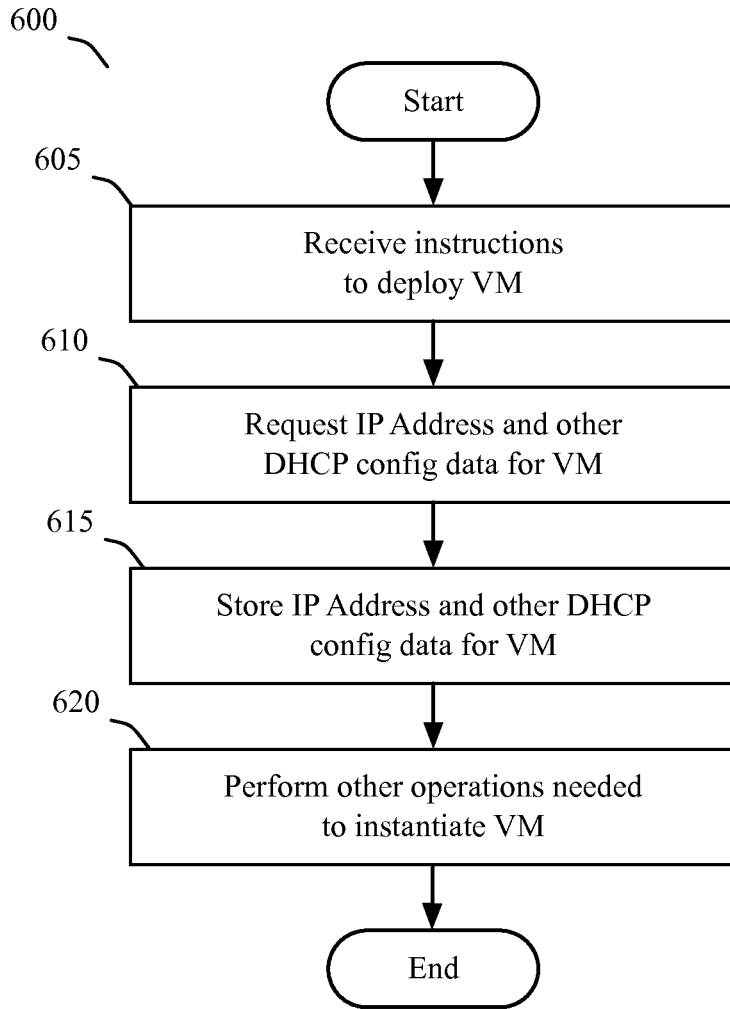 600
Start
605
Receive instructions
to deploy VM
610
Request IP Address and other
DHCP config data for VM
615
Store IP Address and other DHCP
config data for VM
620
Perform other operations needed
to instantiate VM
End